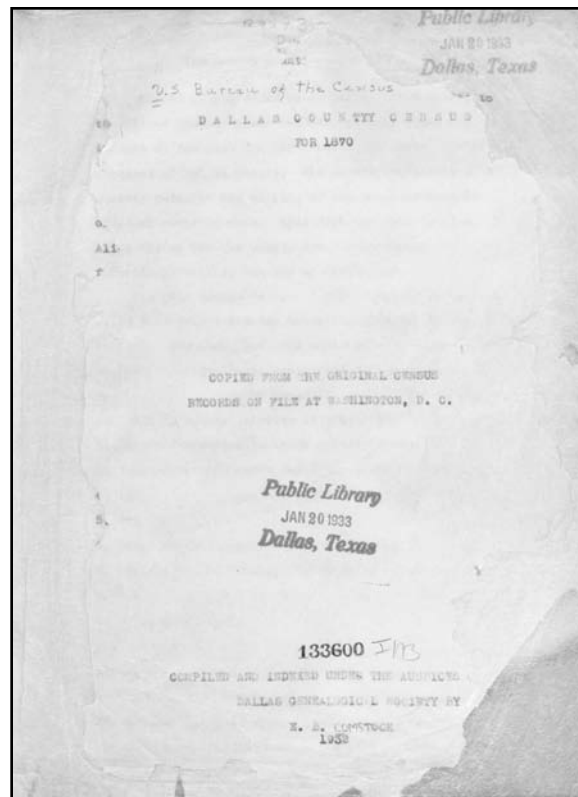 Public Library
JAN 20 1933
Dallas, Texas
U.S. Bureau of the Census
to
DALLAS COUNTY CENSUS
FOR 1870
o.
Ali
f
COPIED FROM THE ORIGINAL CENSUS
RECORDS ON FILE AT WASHINGTON, D. C.
Public Library
JAN 20 1933
Dallas, Texas
S.
133600
COMPILED AND INDEXED UNDER THE AUSPICES
DALLAS GENEALOGICAL SOCIETY BY
COMSTOCK
1932